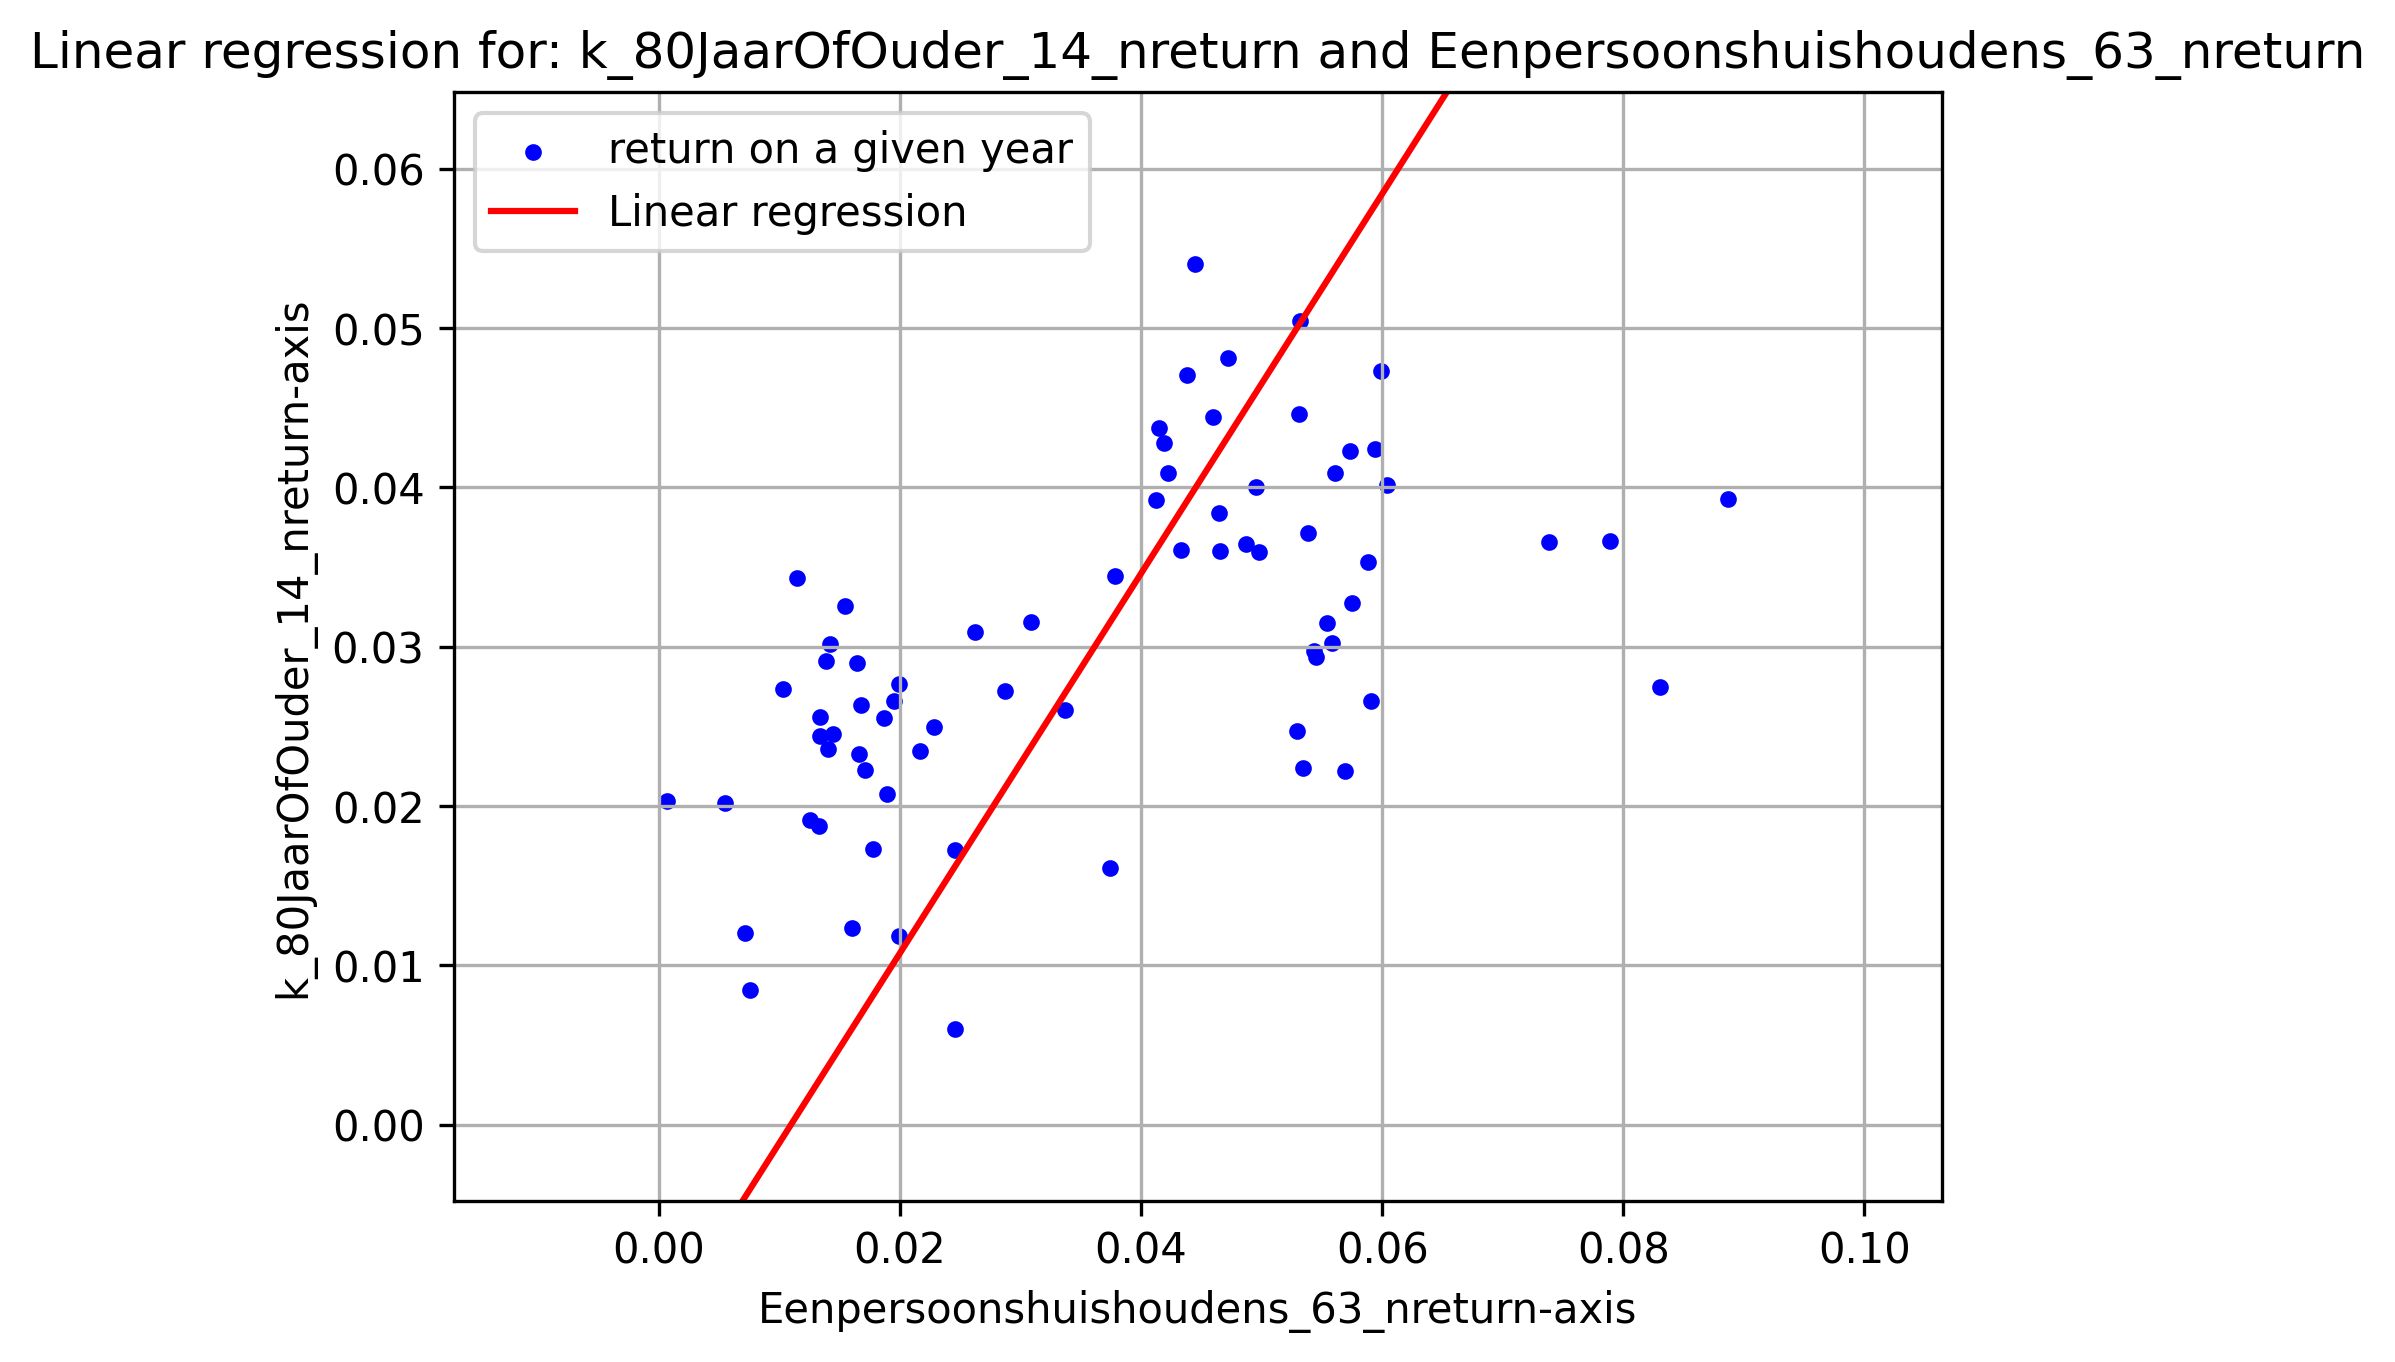 Linear regression for: k_80JaarOfOuder_14_nreturn and Eenpersoonshuishoudens_63_nreturn
return on a given year
Linear regression
k_80JaarOfOuder_14_nreturn-axis
0.06
0.05
0.04
0.03
0.02
0.01
0.00
0.00 0.02 0.04 0.06 0.08 0.10
Eenpersoonshuishoudens_63_nreturn-axis